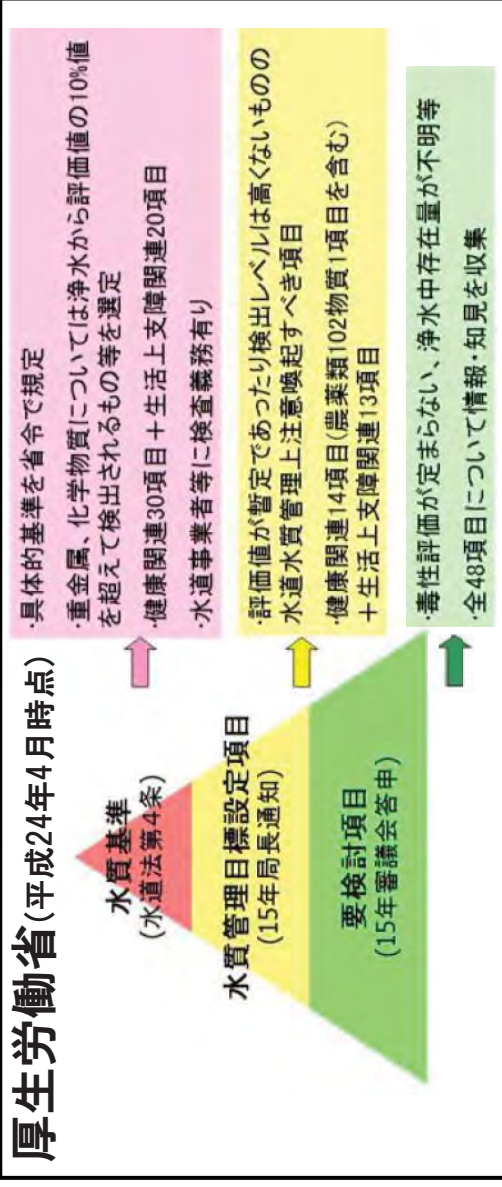 厚生労働省(平成24年4月時点)
水質基準
(水道法第4条)
水質管理目標設定項目
(15年局長通知)
要検討項目
(15年審議会答申)
・具体的基準を省令で規定
・重金属、化学物質については浄水から評価値の10%値
を超えて検出されるもの等を選定
・健康関連30項目＋生活上支障関連20項目
・水道事業者等に検査義務有り
・評価値が暫定であったり検出レベルは高くないものの
水道水質管理上注意喚起すべき項目
・健康関連14項目(農薬類102物質1項目を含む)
＋生活上支障関連13項目
・毒性評価が定まらない、浄水中存在量が不明等
・全48項目について情報・知見を収集